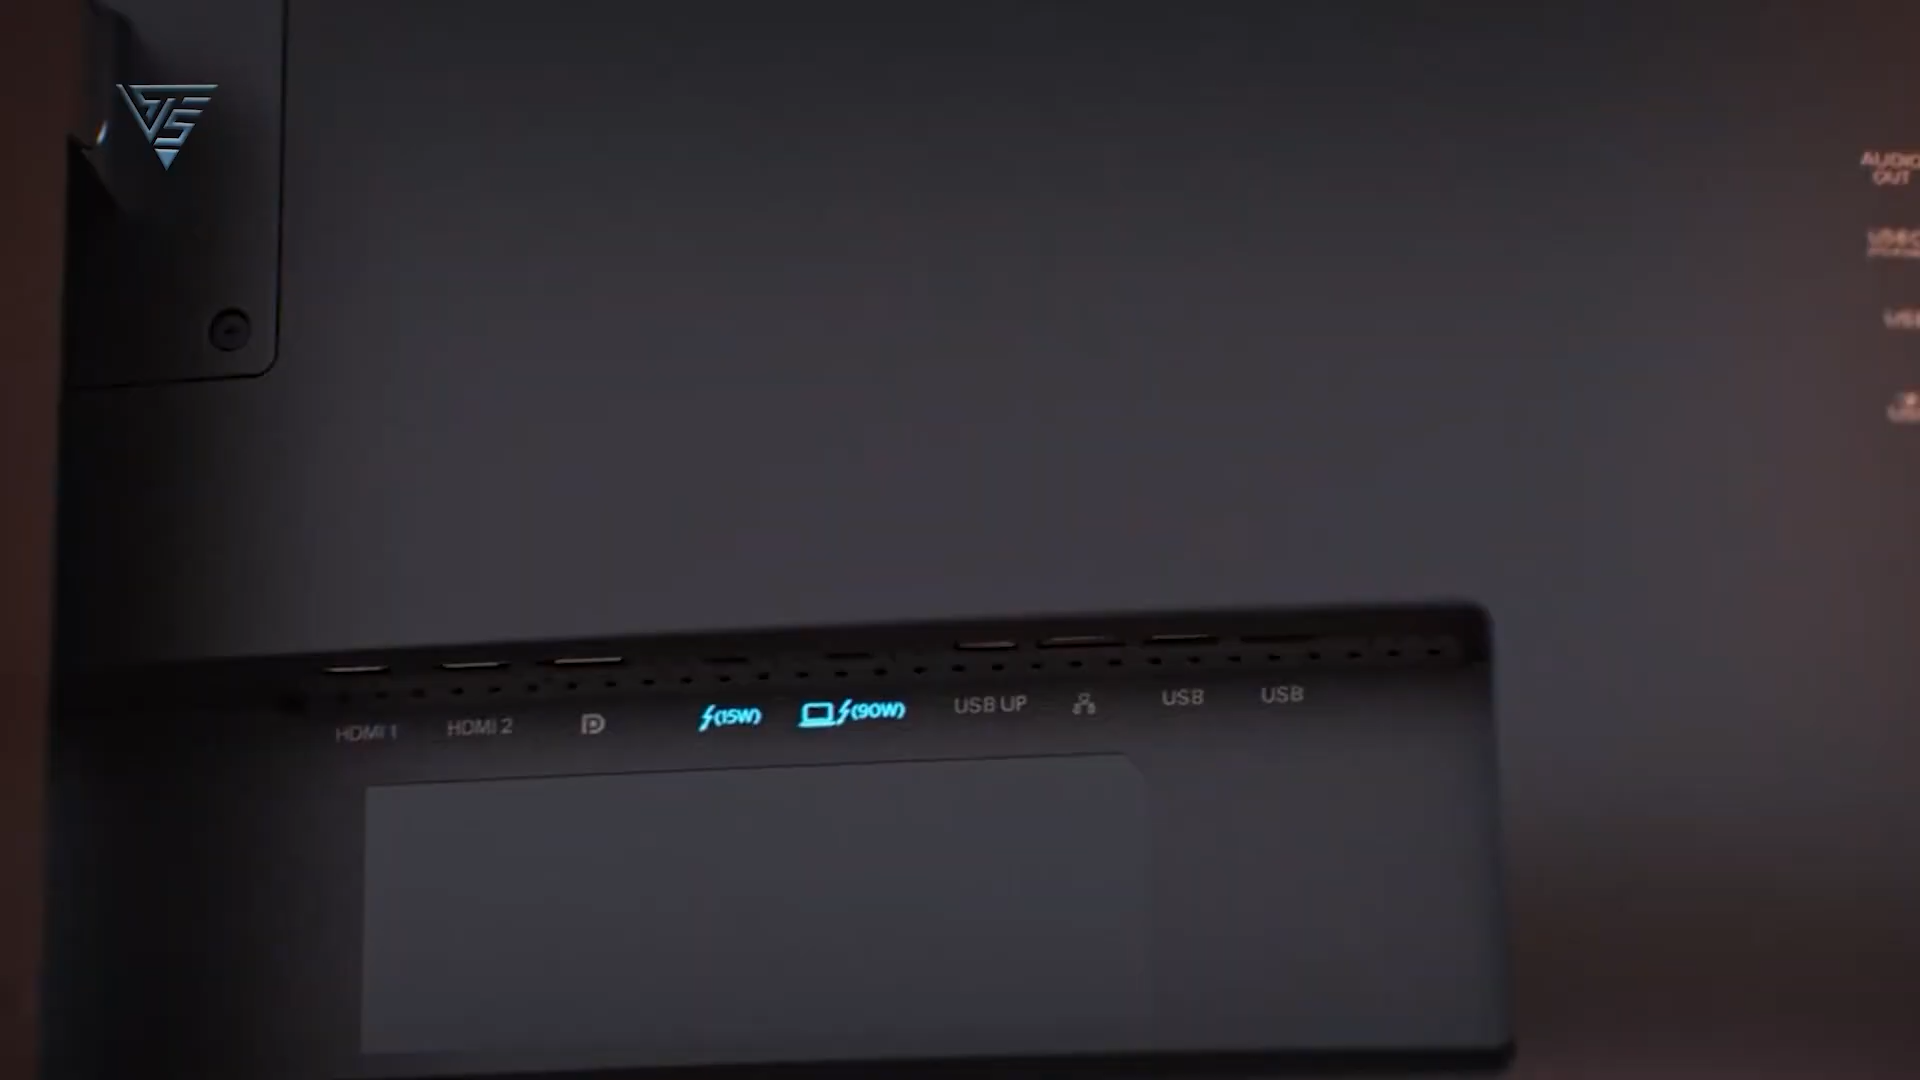 AUDIO
OUT
HDMI 1
HDMI 2
(15W)
(90W)
USB UP
USB
USB